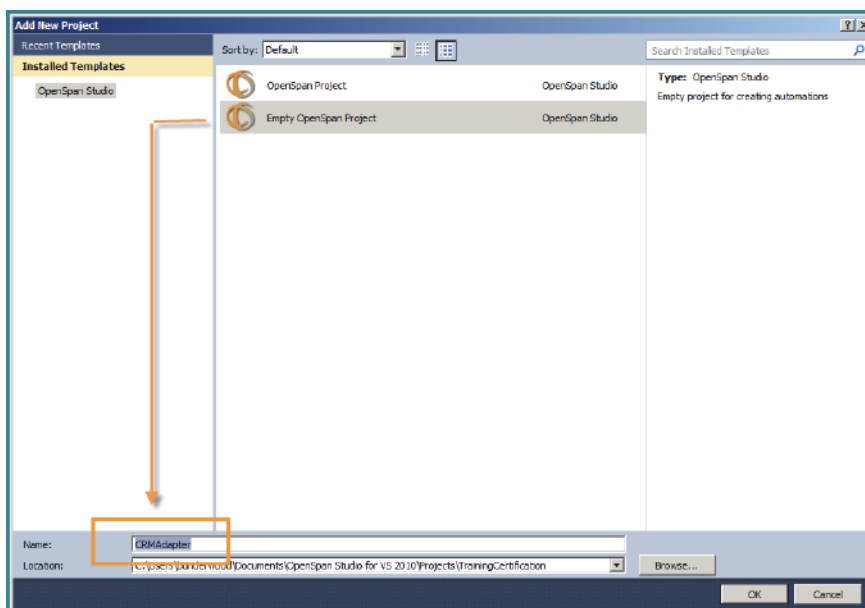 Add New Project
Recent Templates
Installed Templates
OpenSpan Studio
Sort by: Default
OpenSpan Project OpenSpan Studio
Empty OpenSpan Project OpenSpan Studio
Search Installed Templates
Type: OpenSpan Studio
Empty project for creating automations
Name: CRMAdapter
Location: C:\Users\punderwood\Documents\OpenSpan Studio for VS 2010\Projects\TrainingCertification
Browse...
OK Cancel